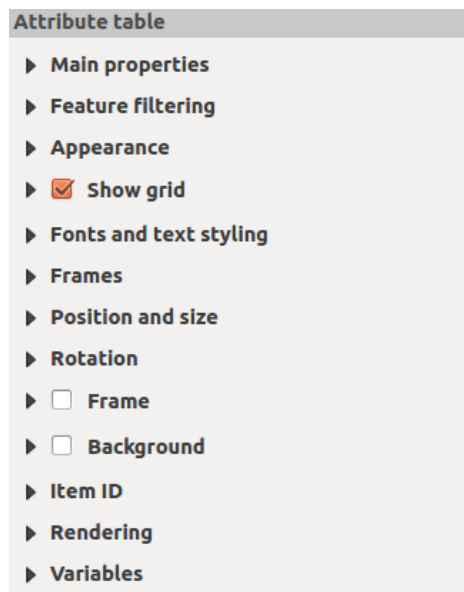 Attribute table
Main properties
Feature filtering
Appearance
Show grid
Fonts and text styling
Frames
Position and size
Rotation
Frame
Background
Item ID
Rendering
Variables